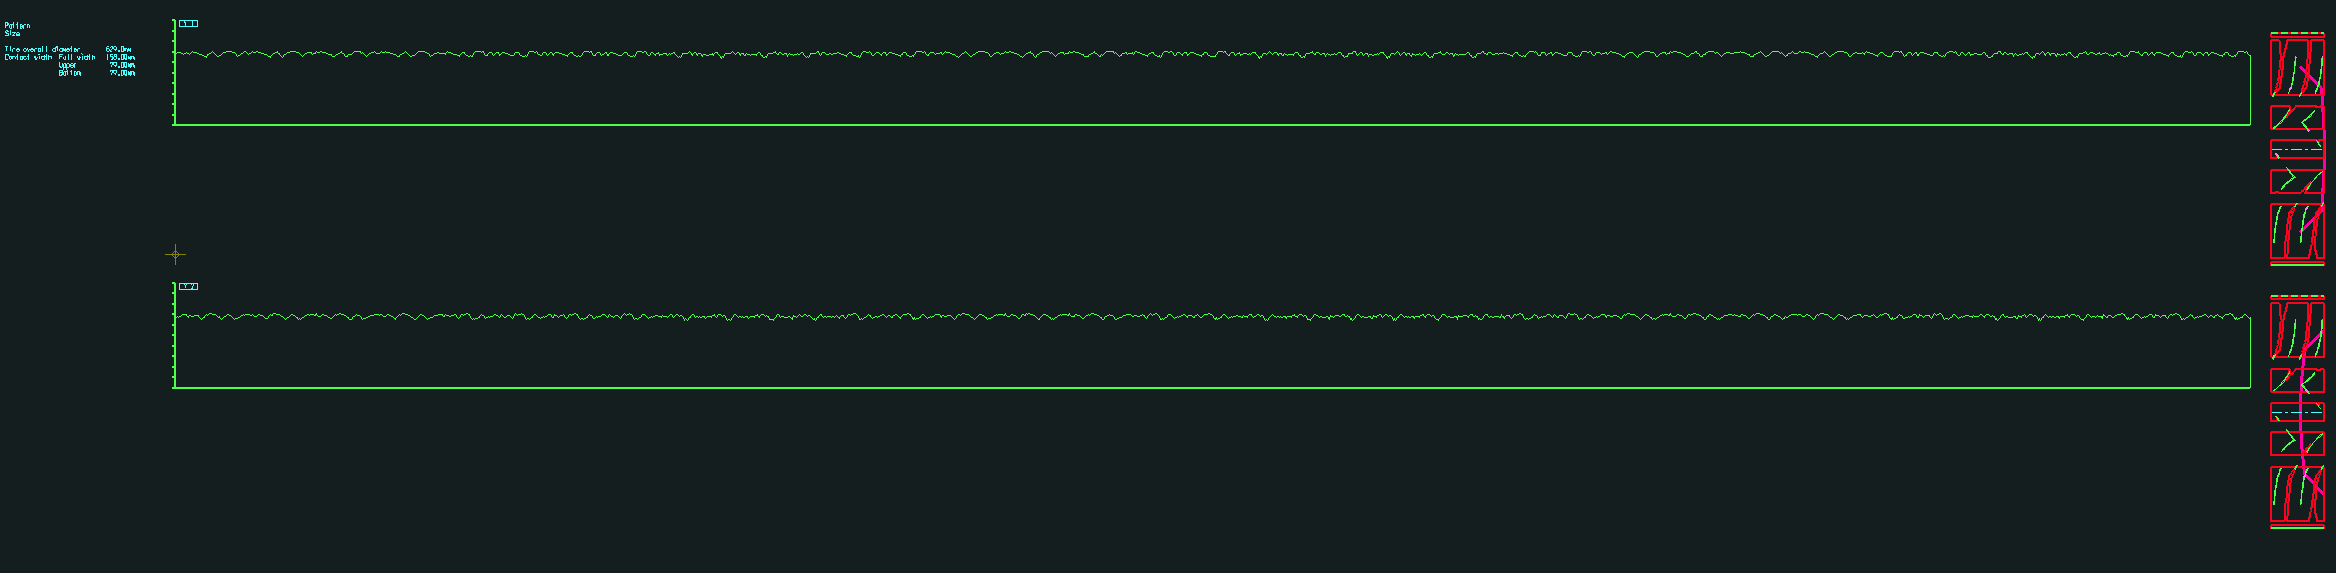 Pattern
Size
Tire overall diameter 629.0mm
Contact width Full width 158.00mm
Upper 79.00mm
Bottom 79.00mm